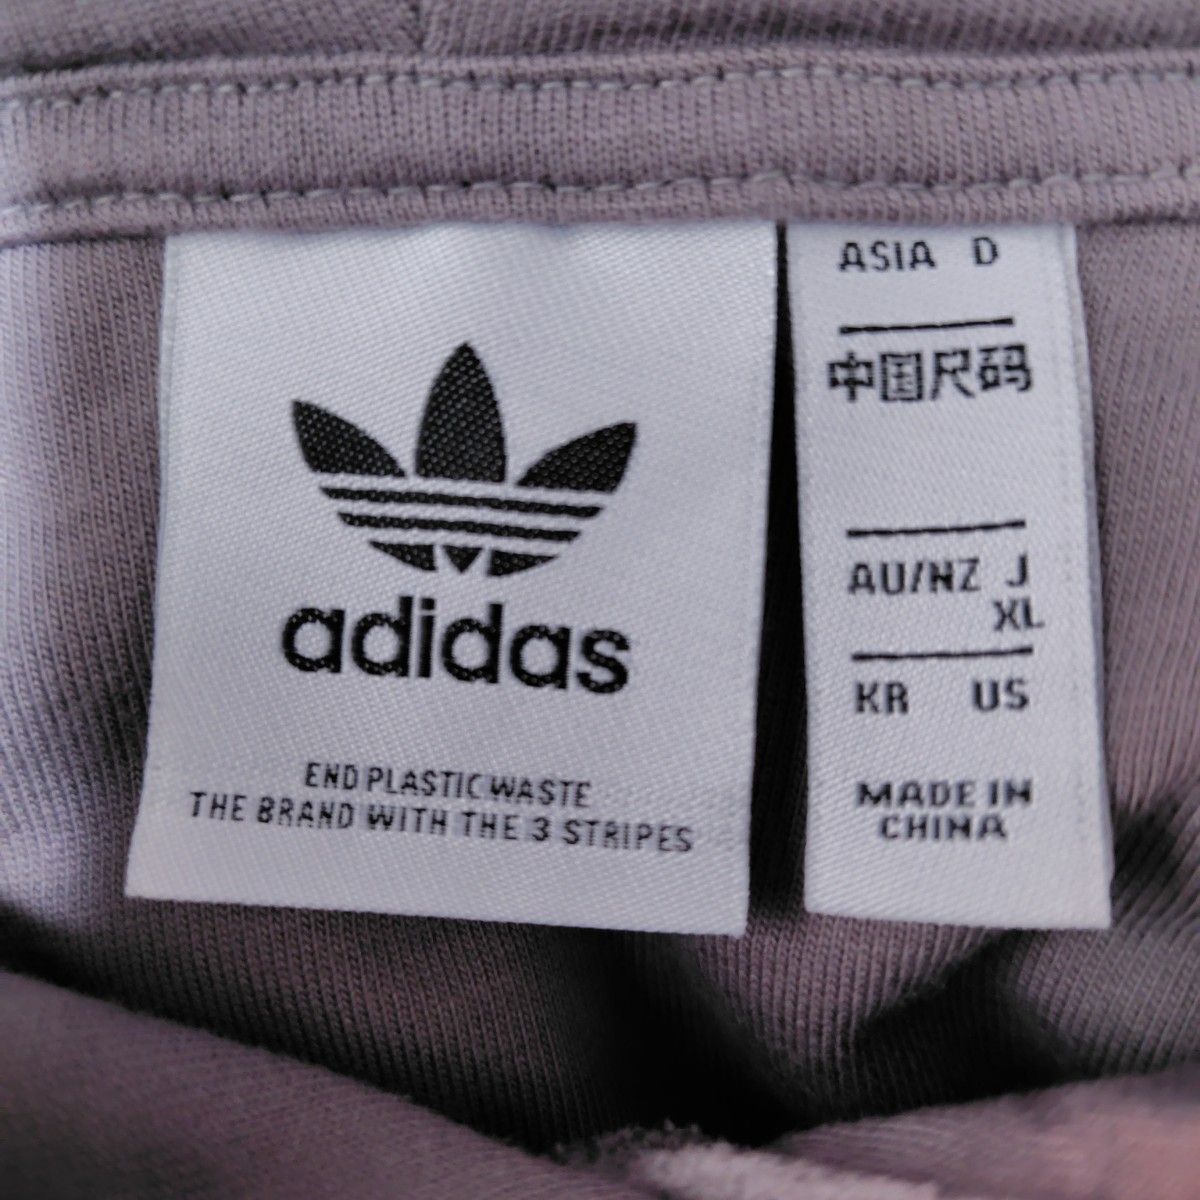 adidas
END PLASTIC WASTE
THE BRAND WITH THE 3 STRIPES
ASIA D
中国尺码
AU/NZ J
XL
KR US
MADE IN
CHINA